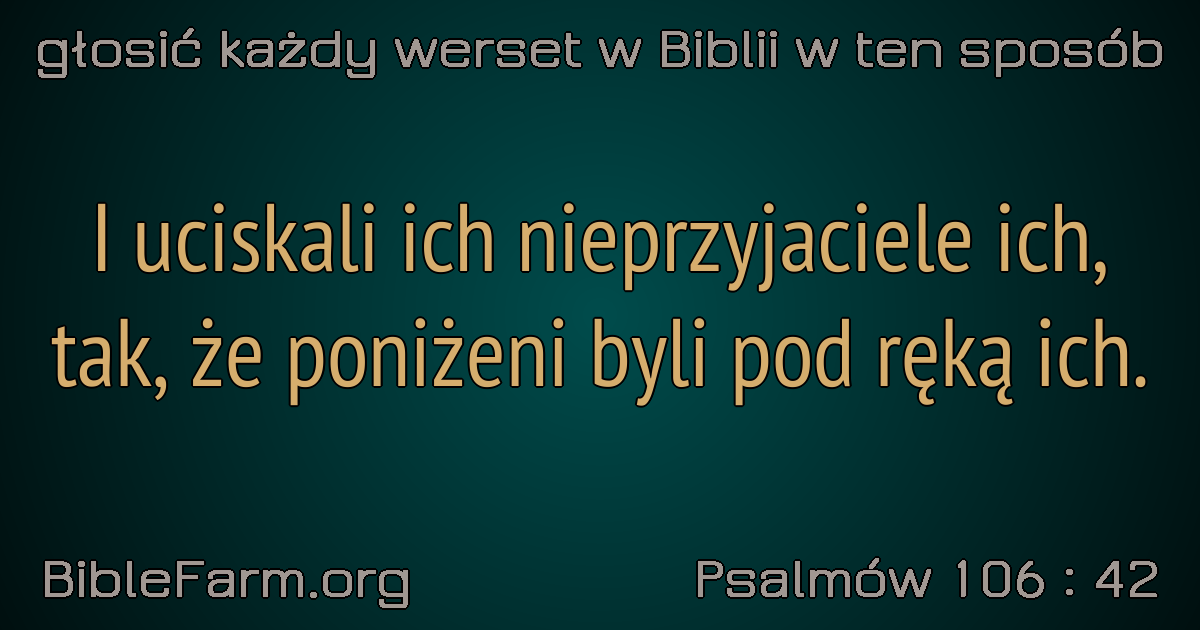 głosić każdy werset w Biblii w ten sposób
I uciskali ich nieprzyjaciele ich,
tak, że poniżeni byli pod ręką ich.
BibleFarm.org
Psalmów 106 : 42